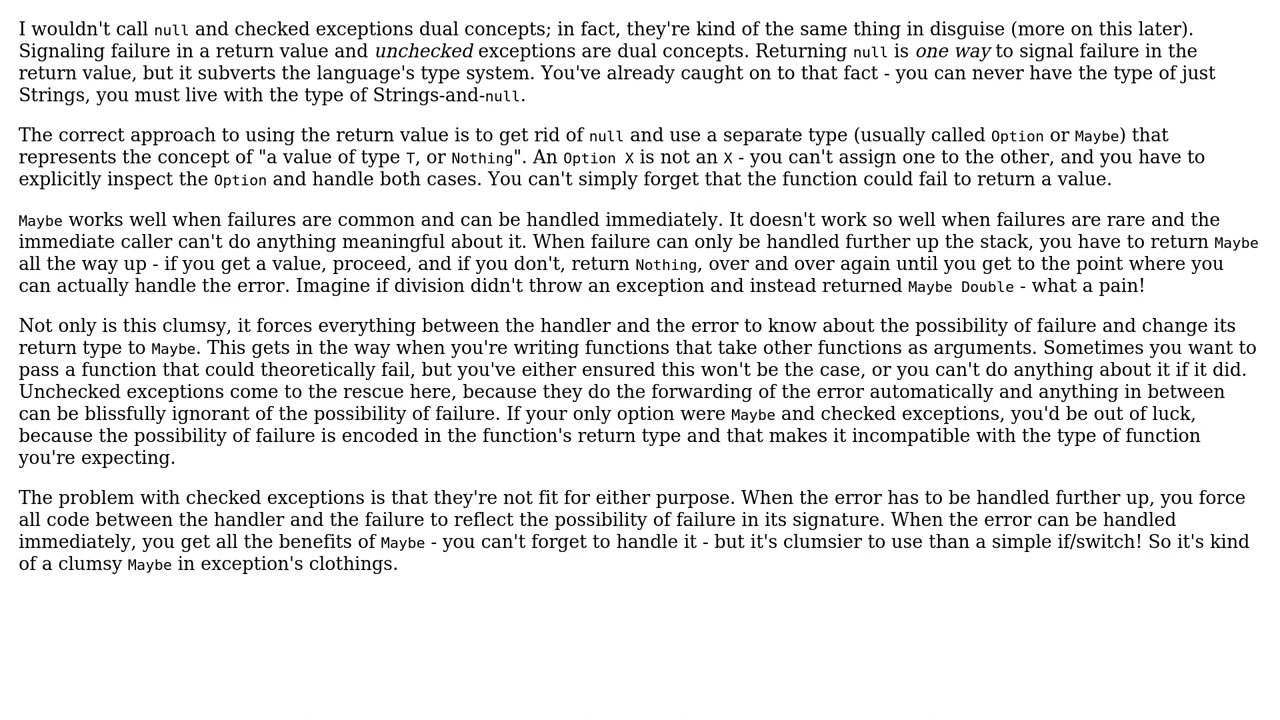 I wouldn't call null and checked exceptions dual concepts; in fact, they're kind of the same thing in disguise (more on this later).
Signaling failure in a return value and unchecked exceptions are dual concepts. Returning null is one way to signal failure in the
return value, but it subverts the language's type system. You've already caught on to that fact - you can never have the type of just
Strings, you must live with the type of Strings-and-null.
The correct approach to using the return value is to get rid of null and use a separate type (usually called Option or Maybe) that
represents the concept of "a value of type T, or Nothing". An Option X is not an X - you can't assign one to the other, and you have to
explicitly inspect the Option and handle both cases. You can't simply forget that the function could fail to return a value.
Maybe works well when failures are common and can be handled immediately. It doesn't work so well when failures are rare and the
immediate caller can't do anything meaningful about it. When failure can only be handled further up the stack, you have to return Maybe
all the way up - if you get a value, proceed, and if you don't, return Nothing, over and over again until you get to the point where you
can actually handle the error. Imagine if division didn't throw an exception and instead returned Maybe Double - what a pain!
Not only is this clumsy, it forces everything between the handler and the error to know about the possibility of failure and change its
return type to Maybe. This gets in the way when you're writing functions that take other functions as arguments. Sometimes you want to
pass a function that could theoretically fail, but you've either ensured this won't be the case, or you can't do anything about it if it did.
Unchecked exceptions come to the rescue here, because they do the forwarding of the error automatically and anything in between
can be blissfully ignorant of the possibility of failure. If your only option were Maybe and checked exceptions, you'd be out of luck,
because the possibility of failure is encoded in the function's return type and that makes it incompatible with the type of function
you're expecting.
The problem with checked exceptions is that they're not fit for either purpose. When the error has to be handled further up, you force
all code between the handler and the failure to reflect the possibility of failure in its signature. When the error can be handled
immediately, you get all the benefits of Maybe - you can't forget to handle it - but it's clumsier to use than a simple if/switch! So it's kind
of a clumsy Maybe in exception's clothings.